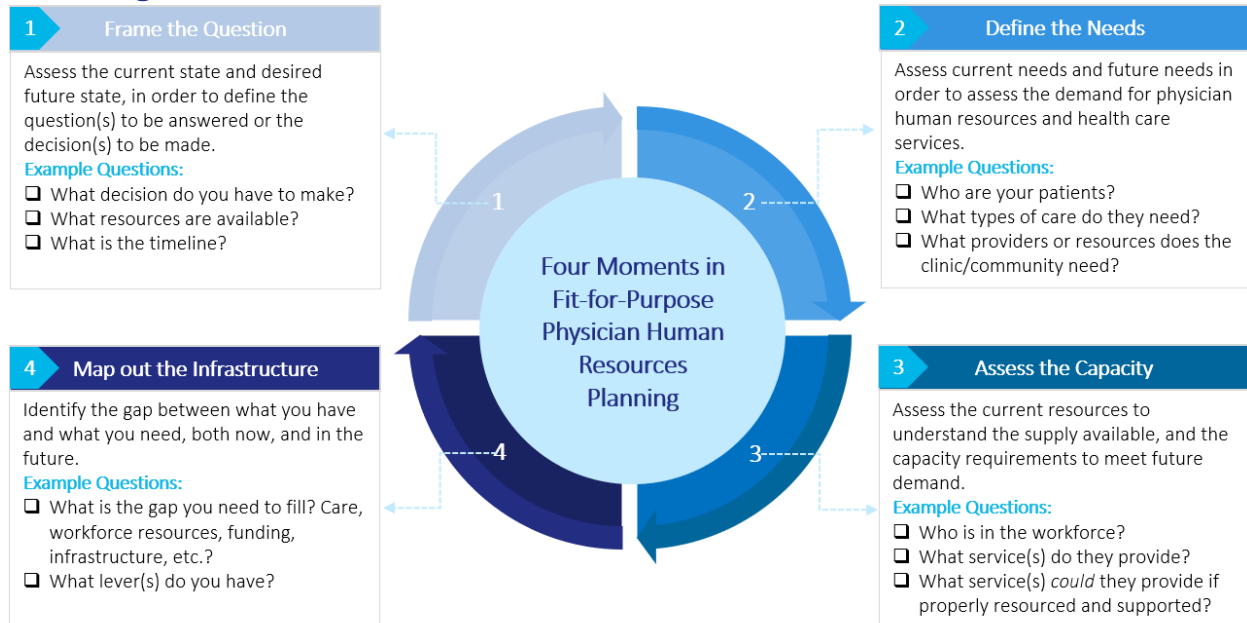 1
Frame the Question
Assess the current state and desired
future state, in order to define the
question(s) to be answered or the
decision(s) to be made.
Example Questions:
❑ What decision do you have to make?
❑ What resources are available?
❑ What is the timeline?
2
Define the Needs
Assess current needs and future needs in
order to assess the demand for physician
human resources and health care
services.
Example Questions:
❑ Who are your patients?
❑ What types of care do they need?
❑ What providers or resources does the
clinic/community need?
1
2
Four Moments in
Fit-for-Purpose
Physician Human
Resources
Planning
4
3
4
Map out the Infrastructure
Identify the gap between what you have
and what you need, both now, and in the
future.
Example Questions:
❑ What is the gap you need to fill? Care,
workforce resources, funding,
infrastructure, etc.?
❑ What lever(s) do you have?
3
Assess the Capacity
Assess the current resources to
understand the supply available, and the
capacity requirements to meet future
demand.
Example Questions:
❑ Who is in the workforce?
❑ What service(s) do they provide?
❑ What service(s) could they provide if
properly resourced and supported?